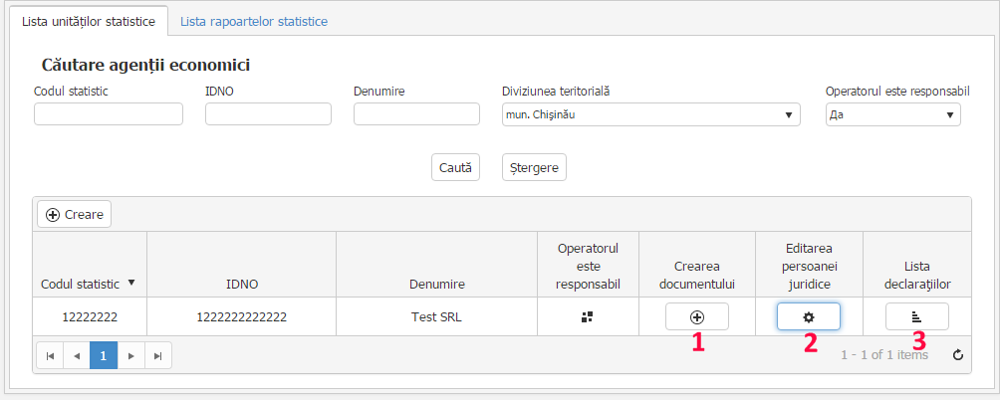 Lista unităților statistice
Lista rapoartelor statistice
Căutare agenții economici
Codul statistic
IDNO
Denumire
Diviziunea teritorială
Operatorul este responsabil
mun. Chişinău
Да
Caută
Ștergere
Creare
Codul statistic
IDNO
Denumire
Operatorul
este
responsabil
Crearea
documentului
Editarea
persoanei
juridice
Lista
declaraţiilor
12222222
1222222222222
Test SRL
1
2
3
1
1 - 1 of 1 items